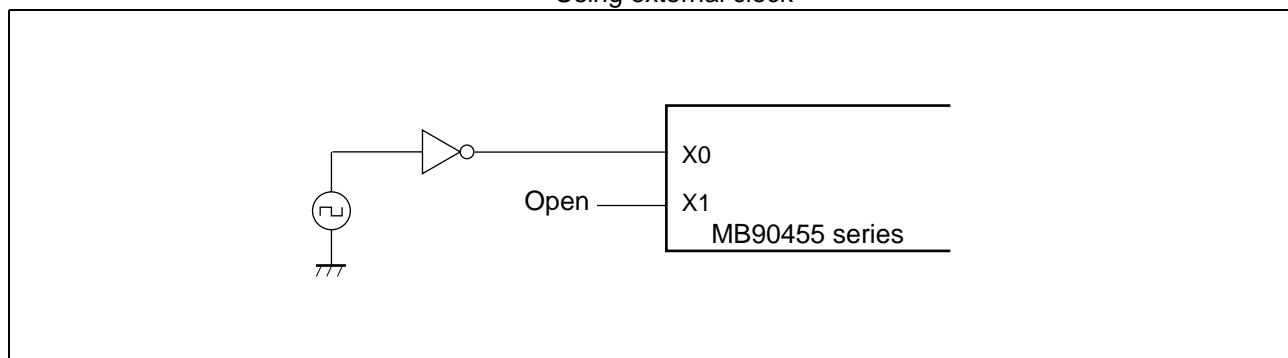 Using external clock
X0
Open
X1
MB90455 series